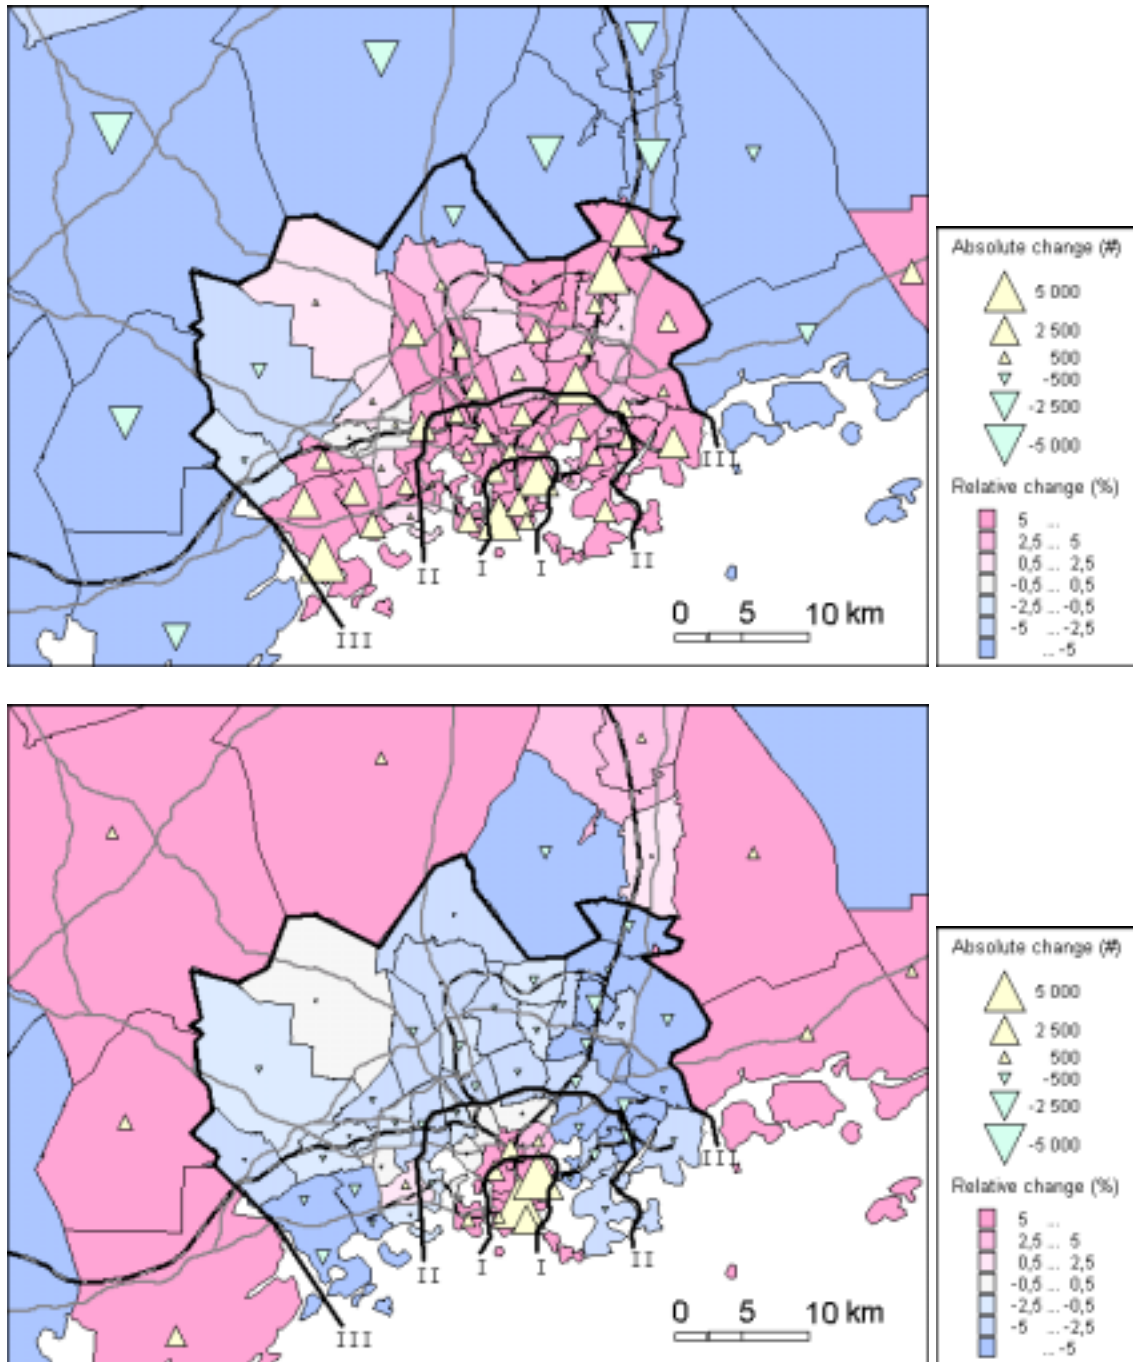 III
II
I
I
II
III
0 5 10 km
Absolute change (#)
5 000
2 500
500
-500
-2 500
-5 000
Relative change (%)
5 ...
2,5 ... 5
0,5 ... 2,5
-0,5 ... 0,5
-2,5 ... -0,5
-5 ... -2,5
... -5
III
II
I
I
II
III
0 5 10 km
Absolute change (#)
5 000
2 500
500
-500
-2 500
-5 000
Relative change (%)
5 ...
2,5 ... 5
0,5 ... 2,5
-0,5 ... 0,5
-2,5 ... -0,5
-5 ... -2,5
... -5